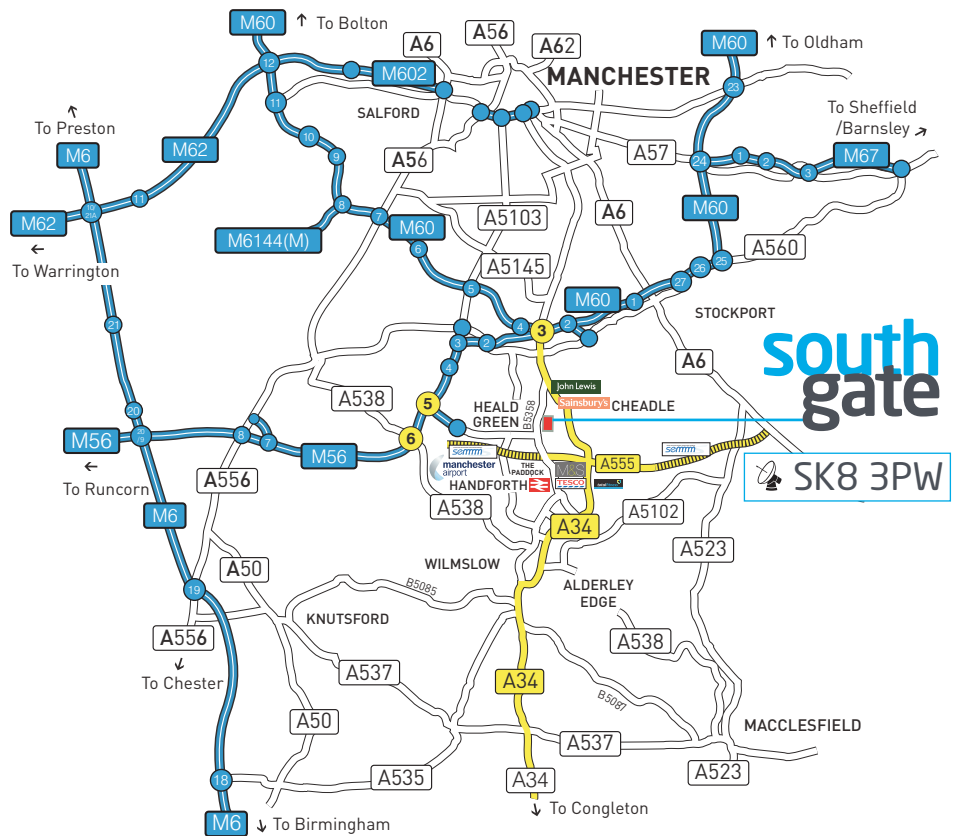 M60
To Bolton
A56
A6
A62
M60
To Oldham
12
M602
MANCHESTER
23
11
SALFORD
To Sheffield
/Barnsley
To Preston
M6
M62
10
9
A56
A57
24
1
2
3
M67
11
10/
21A
M62
8
7
M60
A5103
A6
M60
M6144(M)
6
A560
To Warrington
A5145
26
25
27
5
M60
1
STOCKPORT
21
4
3
2
3
2
4
A6
south
gate
John Lewis
Sainsbury's
CHEADLE
A538
5
HEALD
GREEN
B5358
20
M56
8
7
M56
6
semmms
semmms
A555
manchester
airport
THE
PADDOCK
M&S
TESCO
HANDFORTH
SK8 3PW
To Runcorn
A556
A538
A5102
M6
A34
A523
WILMSLOW
A50
B5085
ALDERLEY
EDGE
19
KNUTSFORD
A556
A538
To Chester
A537
A34
B5087
A50
MACCLESFIELD
A537
A535
A34
A523
18
To Congleton
M6
To Birmingham